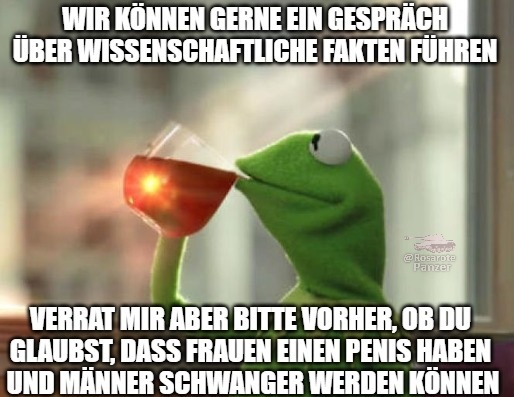 WIR KÖNNEN GERNE EIN GESPRÄCH
ÜBER WISSENSCHAFTLICHE FAKTEN FÜHREN
@Rosarote
Panzer
VERRAT MIR ABER BITTE VORHER, OB DU
GLAUBST, DASS FRAUEN EINEN PENIS HABEN
UND MÄNNER SCHWANGER WERDEN KÖNNEN